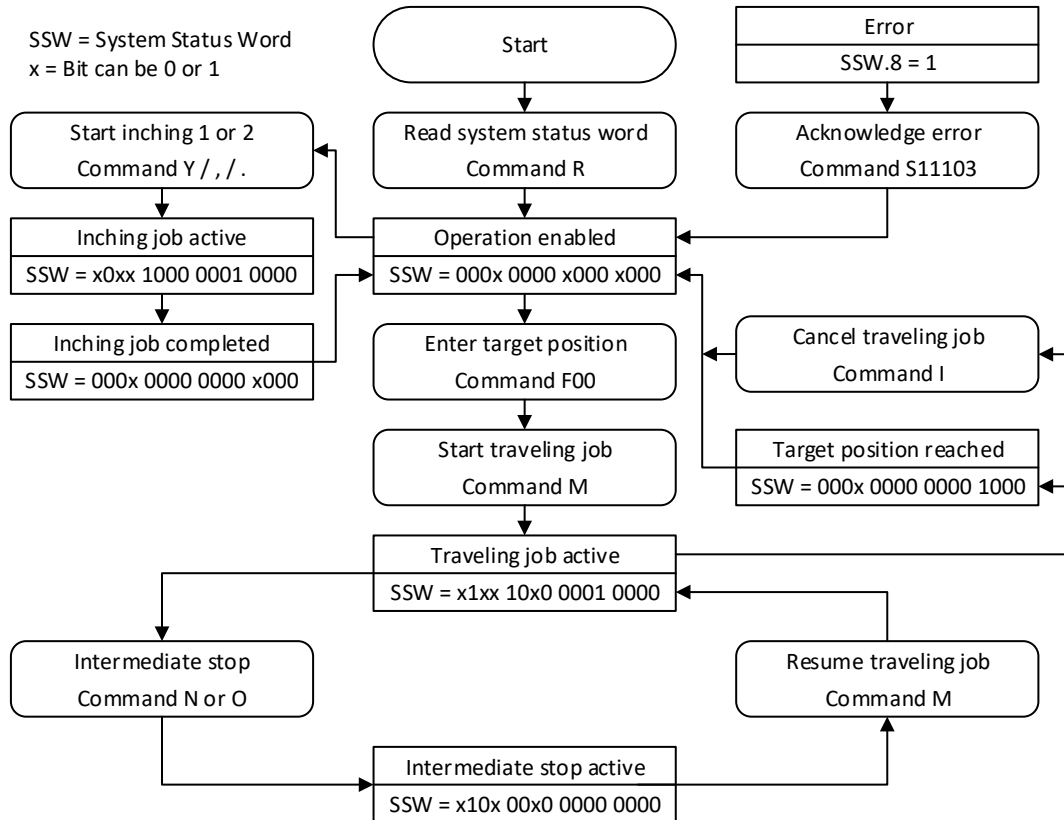 SSW = System Status Word
x = Bit can be 0 or 1
Start
Error
SSW.8 = 1
Start inching 1 or 2
Command Y / , / .
Read system status word
Command R
Acknowledge error
Command S11103
Inching job active
SSW = x0xx 1000 0001 0000
Operation enabled
SSW = 000x 0000 x000 x000
Inching job completed
SSW = 000x 0000 0000 x000
Enter target position
Command F00
Cancel traveling job
Command I
Start traveling job
Command M
Target position reached
SSW = 000x 0000 0000 1000
Traveling job active
SSW = x1xx 10x0 0001 0000
Intermediate stop
Command N or O
Resume traveling job
Command M
Intermediate stop active
SSW = x10x 00x0 0000 0000